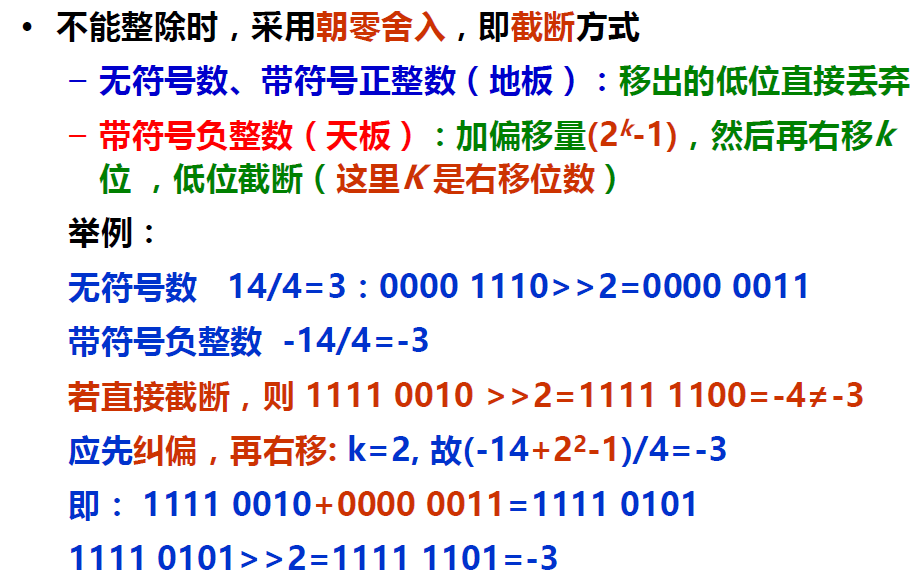 • 不能整除时，采用朝零舍入，即截断方式
– 无符号数、带符号正整数（地板）：移出的低位直接丢弃
– 带符号负整数（天板）：加偏移量(2ᵏ-1)，然后再右移k
位 ，低位截断（这里K 是右移位数）
举例：
无符号数 14/4=3：0000 1110>>2=0000 0011
带符号负整数 -14/4=-3
若直接截断，则 1111 0010 >>2=1111 1100=-4≠-3
应先纠偏，再右移: k=2, 故(-14+2²-1)/4=-3
即： 1111 0010+0000 0011=1111 0101
1111 0101>>2=1111 1101=-3